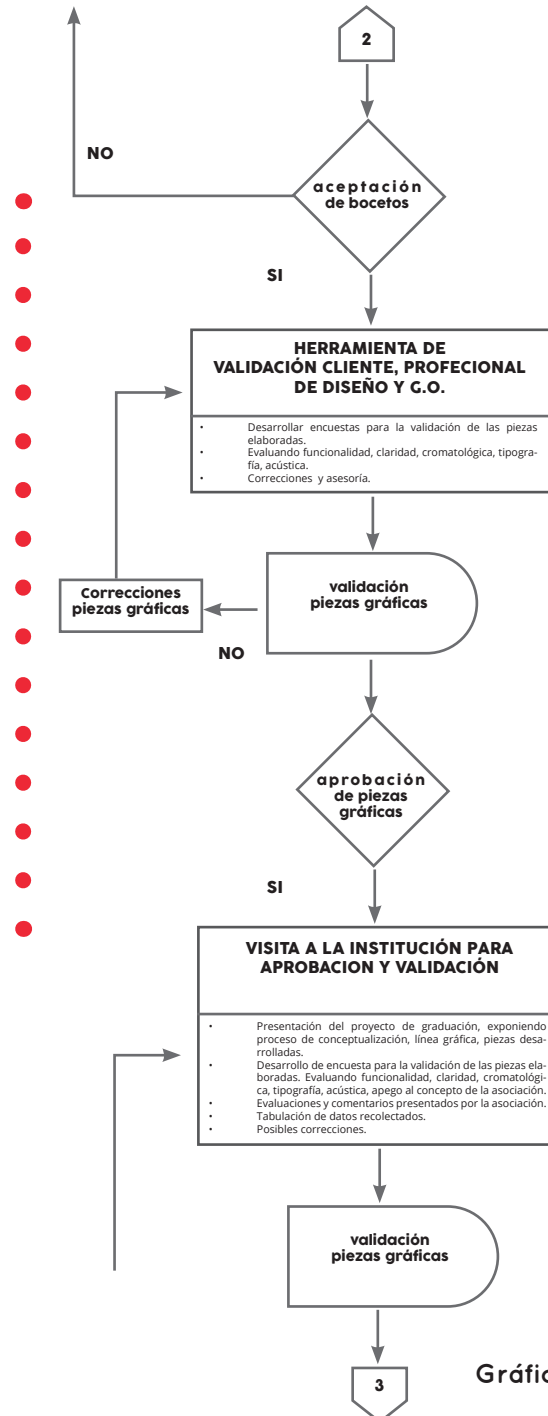 2
NO
aceptación
de bocetos
SI
HERRAMIENTA DE
VALIDACIÓN CLIENTE, PROFECIONAL
DE DISEÑO Y G.O.
• Desarrollar encuestas para la validación de las piezas
elaboradas.
• Evaluando funcionalidad, claridad, cromatológica, tipogra-
fía, acústica.
• Correcciones y asesoría.
Correcciones
piezas gráficas
validación
piezas gráficas
NO
aprobación
de piezas
gráficas
SI
VISITA A LA INSTITUCIÓN PARA
APROBACION Y VALIDACIÓN
• Presentación del proyecto de graduación, exponiendo
proceso de conceptualización, línea gráfica, piezas desa-
rrolladas.
• Desarrollo de encuesta para la validación de las piezas ela-
boradas. Evaluando funcionalidad, claridad, cromatológi-
ca, tipografía, acústica, apego al concepto de la asociación.
• Evaluaciones y comentarios presentados por la asociación.
• Tabulación de datos recolectados.
• Posibles correcciones.
validación
piezas gráficas
3
Gráfic